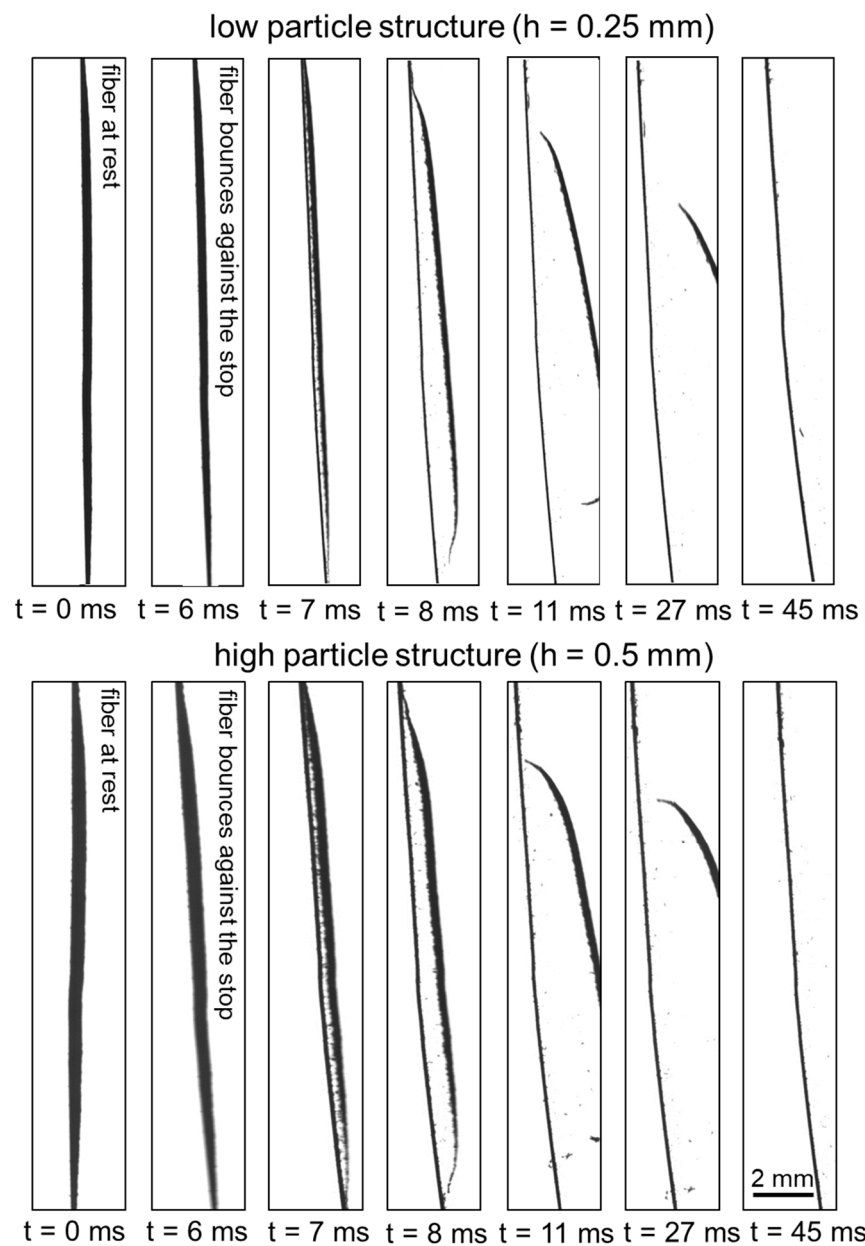 low particle structure (h = 0.25 mm)
fiber at rest
fiber bounces against the stop
t = 0 ms
t = 6 ms
t = 7 ms
t = 8 ms
t = 11 ms
t = 27 ms
t = 45 ms
high particle structure (h = 0.5 mm)
fiber at rest
fiber bounces against the stop
2 mm
t = 0 ms
t = 6 ms
t = 7 ms
t = 8 ms
t = 11 ms
t = 27 ms
t = 45 ms